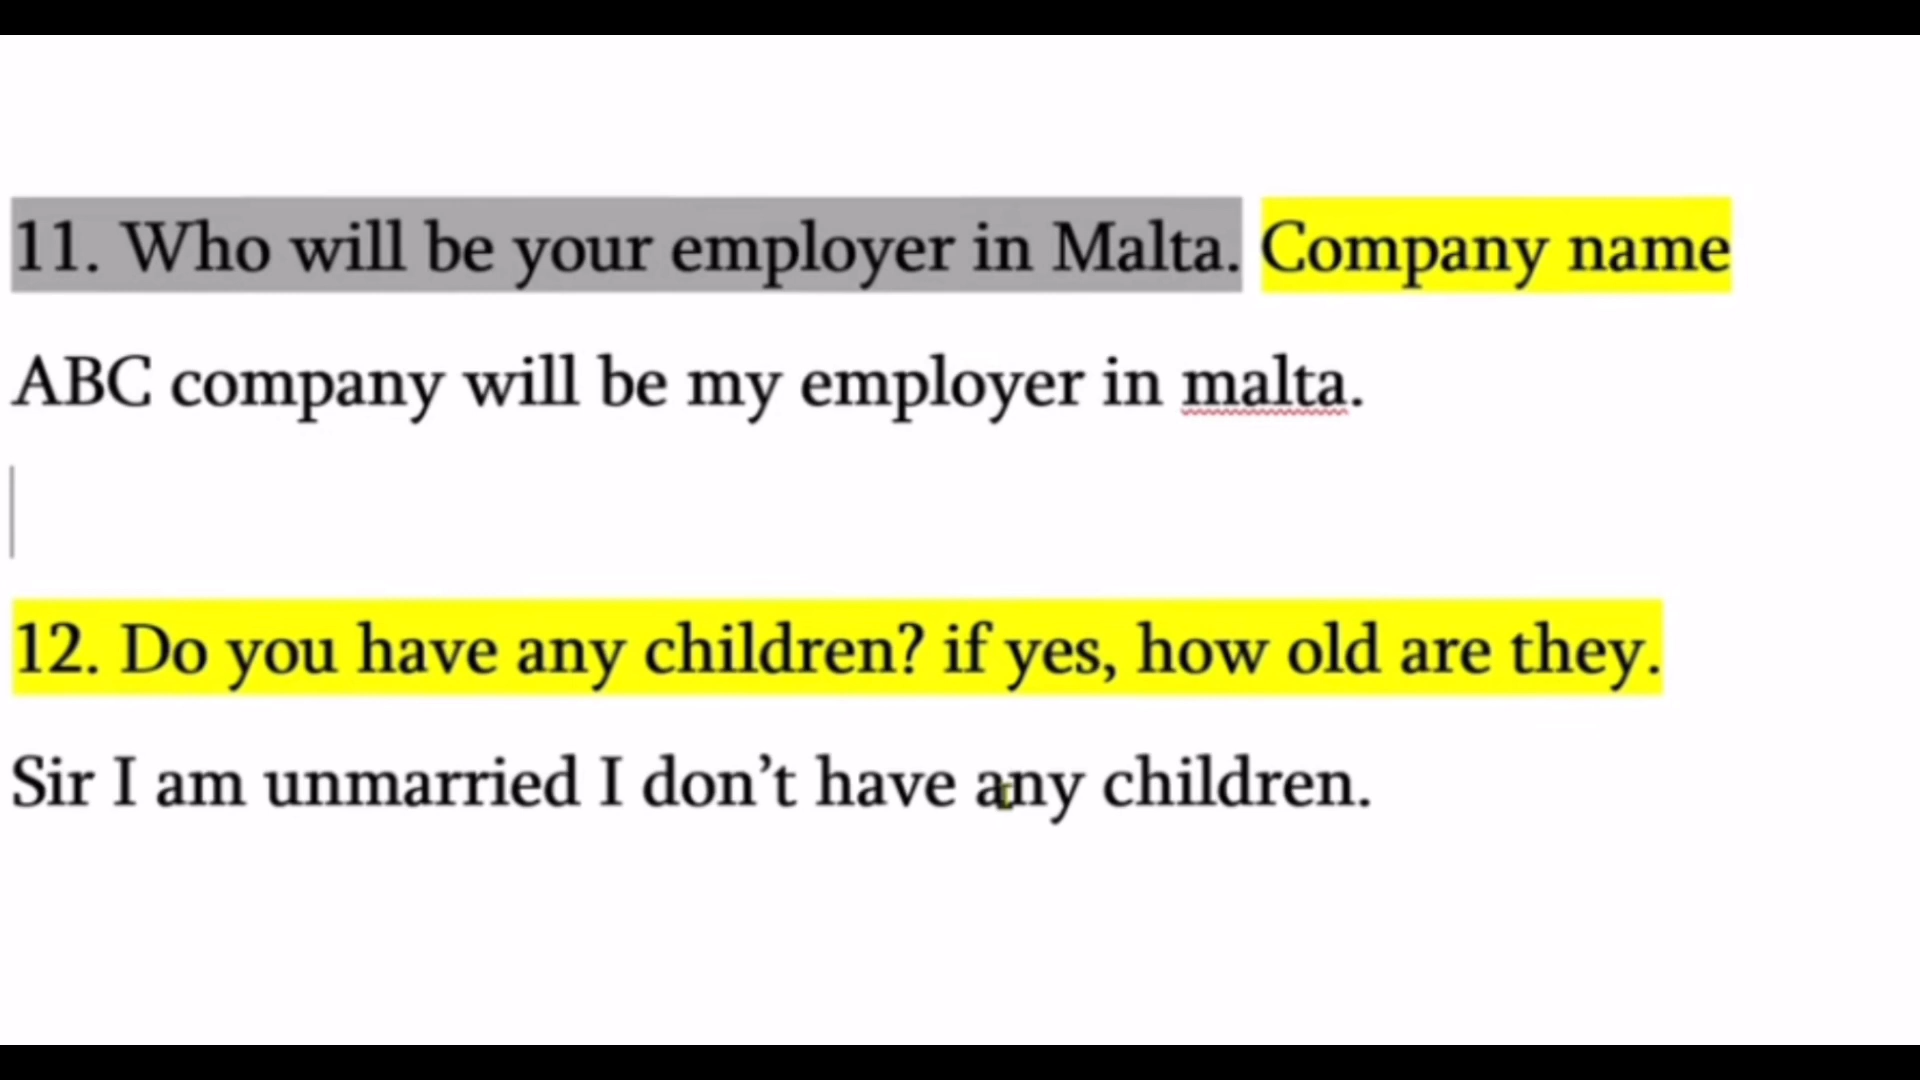 11. Who will be your employer in Malta. Company name
ABC company will be my employer in malta.
12. Do you have any children? if yes, how old are they.
Sir I am unmarried I don’t have any children.